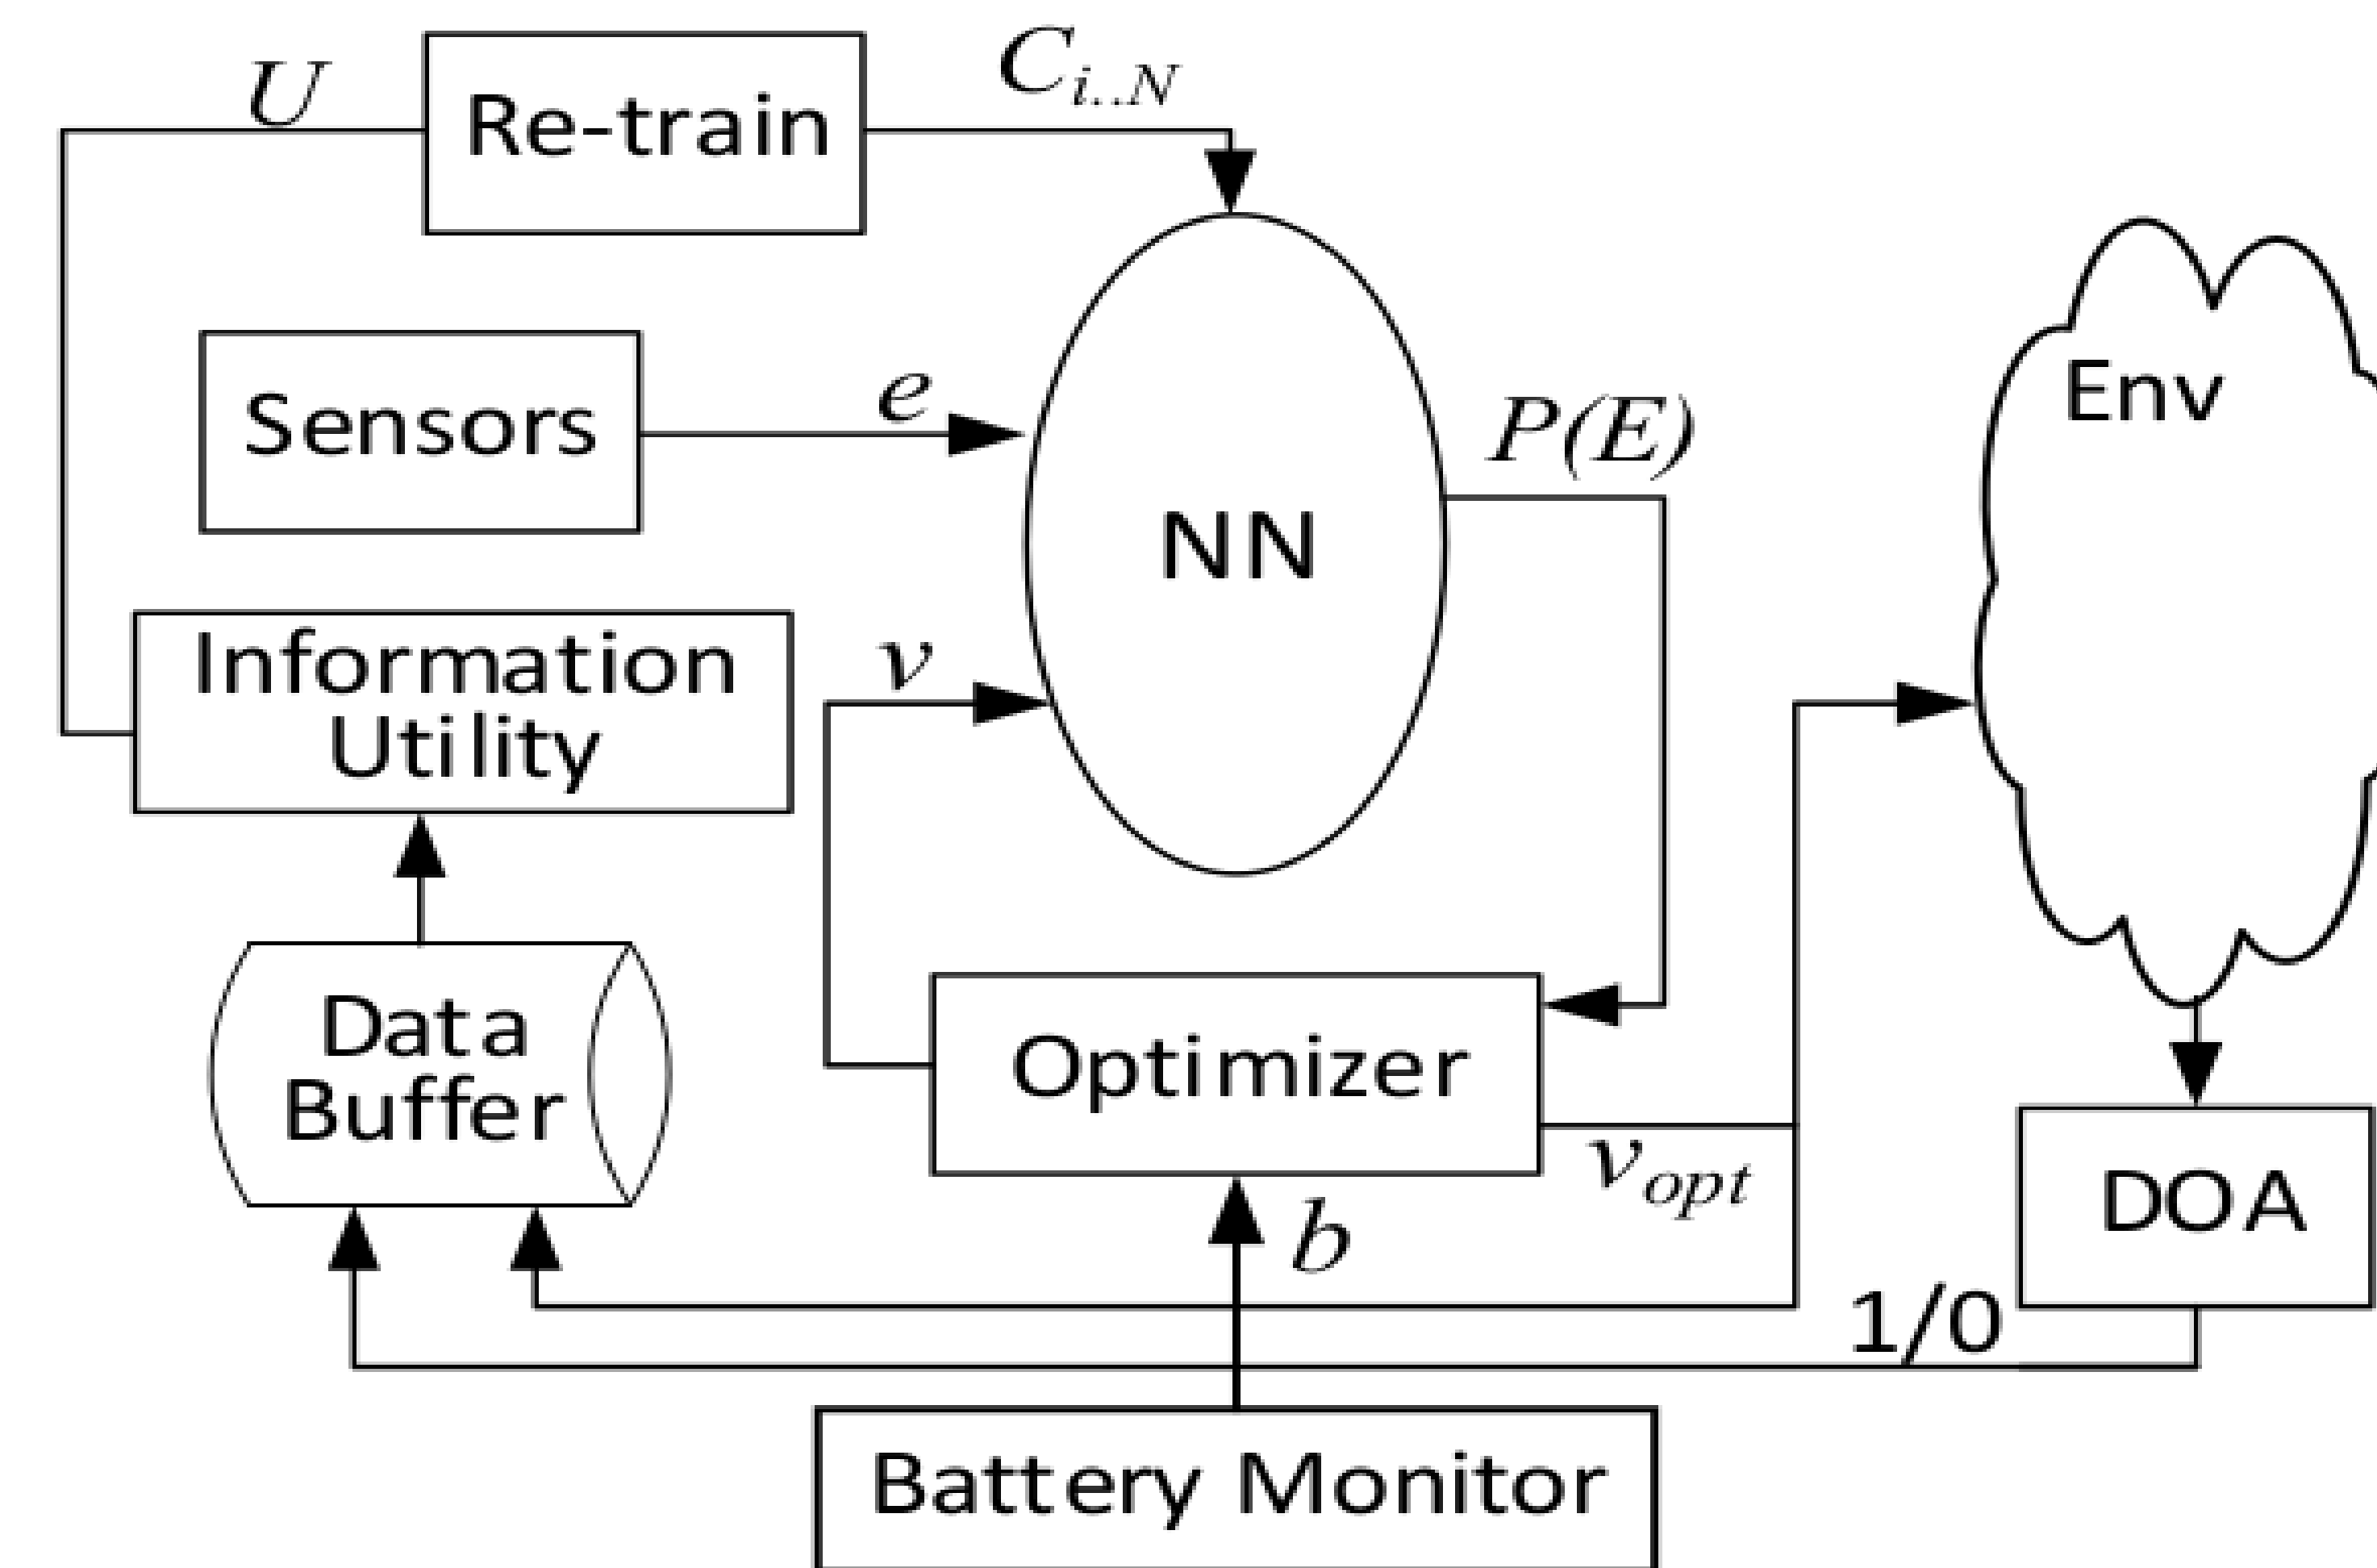 U
Re-train
C_{i..N}
Sensors
e
NN
P(E)
Env
Information
Utility
v
Data
Buffer
Optimizer
v_{opt}
b
DOA
1/0
Battery Monitor